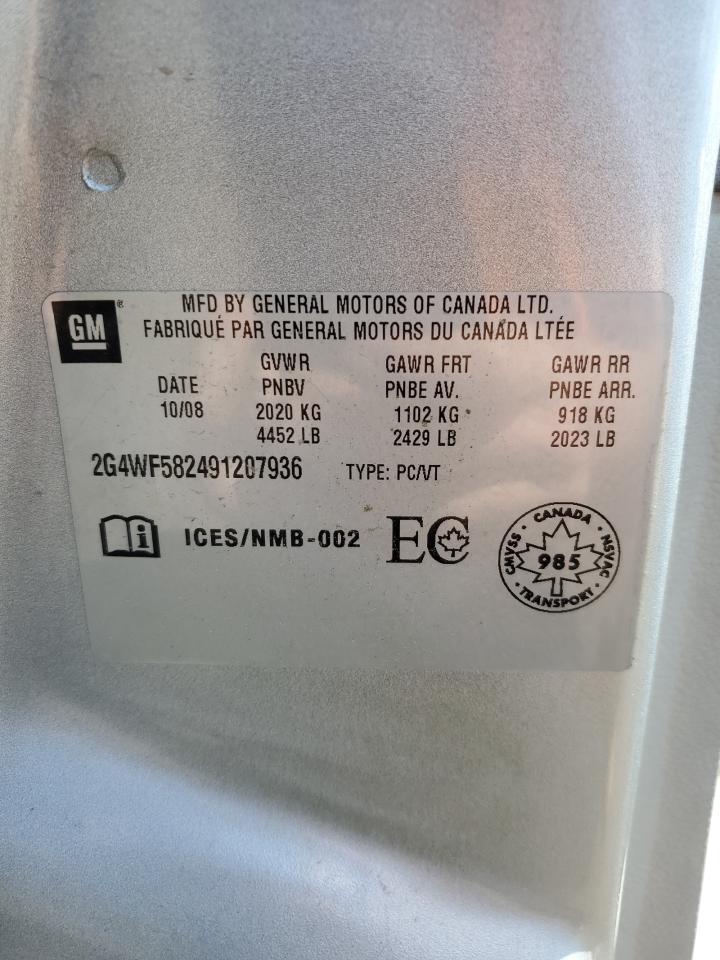 GM ®
MFD BY GENERAL MOTORS OF CANADA LTD.
FABRIQUÉ PAR GENERAL MOTORS DU CANADA LTÉE
GVWR GAWR FRT GAWR RR
DATE PNBV PNBE AV. PNBE ARR.
10/08 2020 KG 1102 KG 918 KG
4452 LB 2429 LB 2023 LB
2G4WF582491207936 TYPE: PC/VT
i ICES/NMB-002 EC
CANADA
CMVSS 985 NSVAC
TRANSPORT